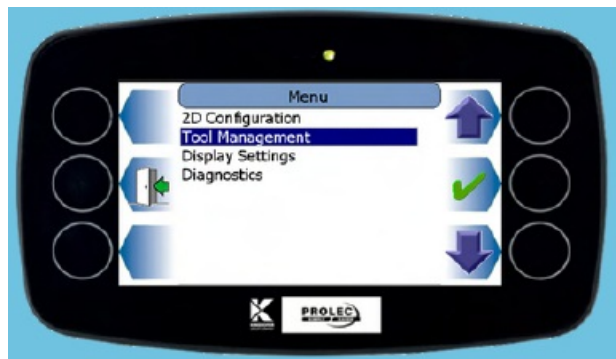 Menu
2D Configuration
Tool Management
Display Settings
Diagnostics
PROLEC